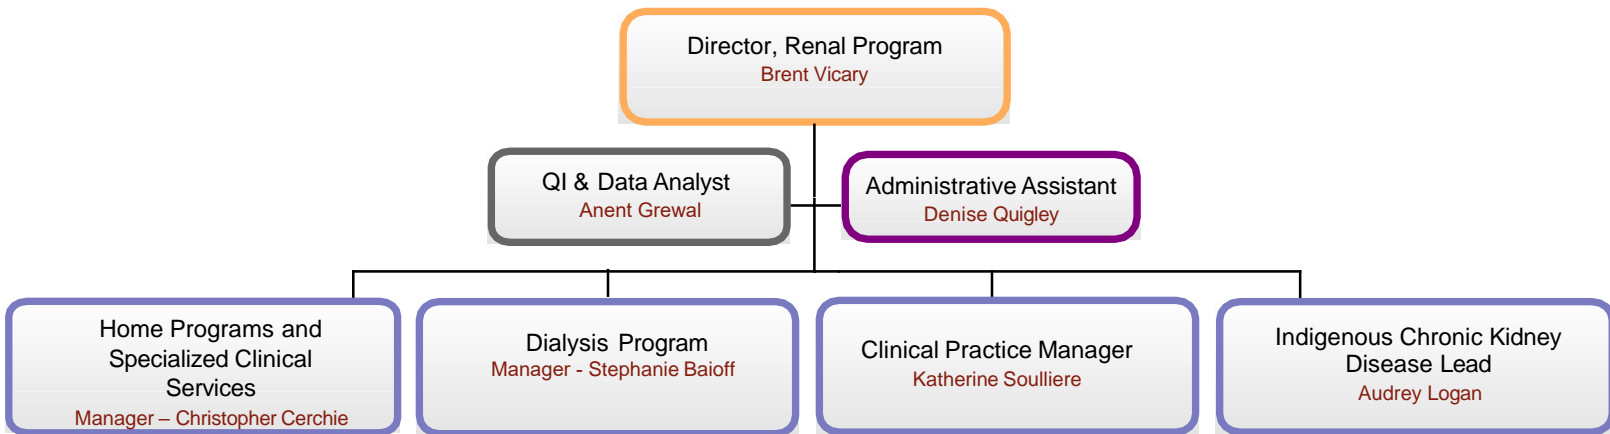 Director, Renal Program
Brent Vicary
QI & Data Analyst
Anent Grewal
Administrative Assistant
Denise Quigley
Home Programs and
Specialized Clinical
Services
Manager – Christopher Cerchie
Dialysis Program
Manager - Stephanie Baioff
Clinical Practice Manager
Katherine Soulliere
Indigenous Chronic Kidney
Disease Lead
Audrey Logan